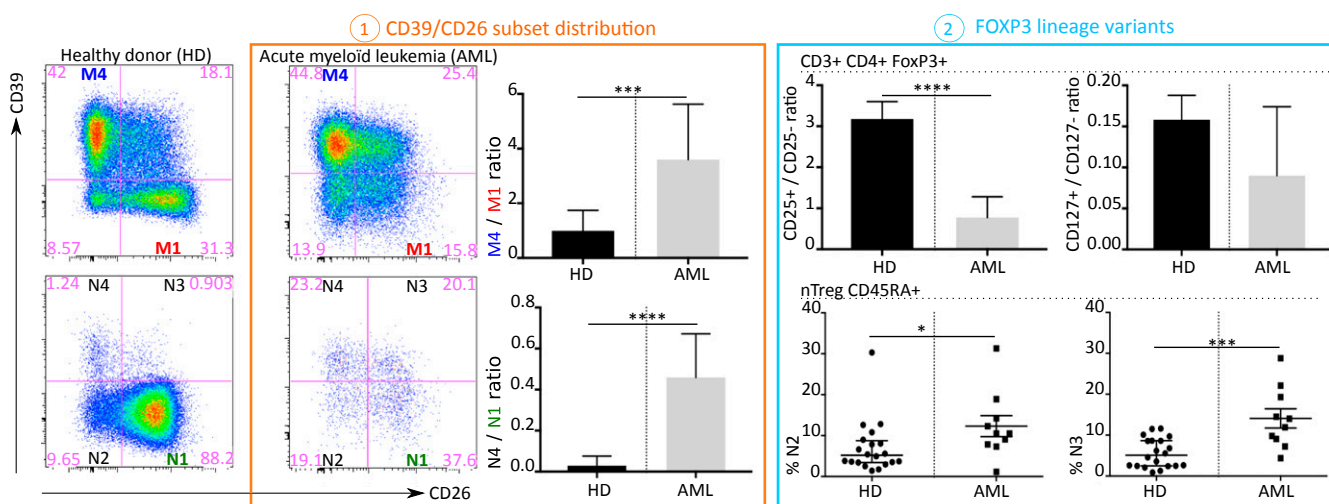 1 CD39/CD26 subset distribution
2 FOXP3 lineage variants
Healthy donor (HD)
Acute myeloïd leukemia (AML)
CD3+ CD4+ FoxP3+
CD39
42 M4 18.1
8.57 M1 31.3
44.8 M4 25.4
13.9 M1 15.8
M4 / M1 ratio
6
4
2
0
***
HD AML
CD25+ / CD25- ratio
4
3
2
1
0
****
HD AML
CD127+ / CD127- ratio
0.20
0.15
0.10
0.05
0.00
HD AML
1.24 N4 N3 0.903
9.65 N2 N1 88.2
23.2 N4 N3 20.1
19.1 N2 N1 37.6
CD26
N4 / N1 ratio
0.8
0.6
0.4
0.2
0.0
****
HD AML
nTreg CD45RA+
% N2
40
30
20
10
0
*
HD AML
% N3
40
30
20
10
0
***
HD AML